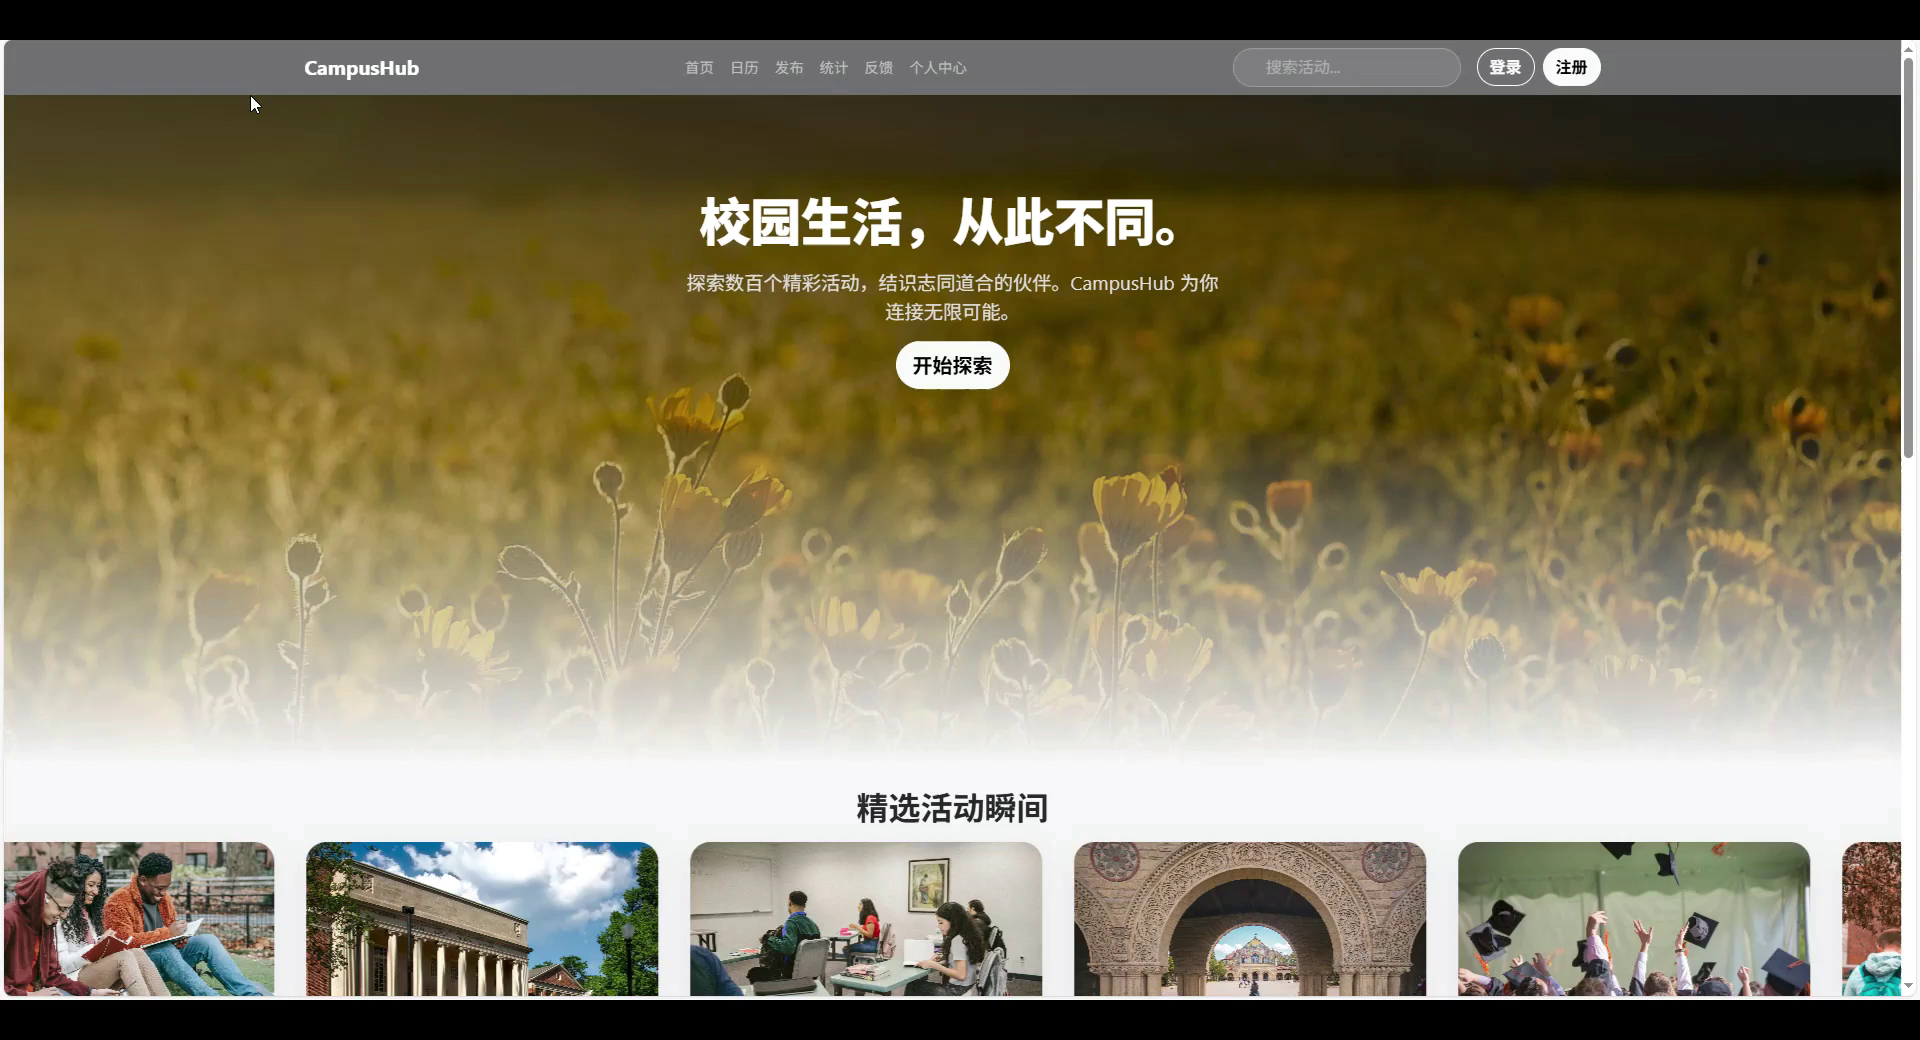 CampusHub
首页 日历 发布 统计 反馈 个人中心
搜索活动...
登录
注册
校园生活，从此不同。
探索数百个精彩活动，结识志同道合的伙伴。CampusHub 为你
连接无限可能。
开始探索
精选活动瞬间